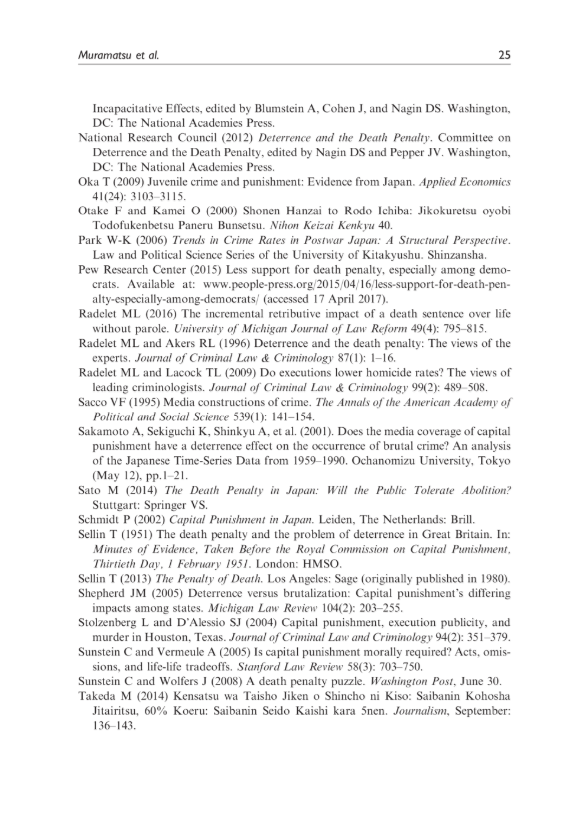 Muramatsu et al. 25
Incapacitative Effects, edited by Blumstein A, Cohen J, and Nagin DS. Washington,
DC: The National Academies Press.
National Research Council (2012) Deterrence and the Death Penalty. Committee on
Deterrence and the Death Penalty, edited by Nagin DS and Pepper JV. Washington,
DC: The National Academies Press.
Oka T (2009) Juvenile crime and punishment: Evidence from Japan. Applied Economics
41(24): 3103–3115.
Otake F and Kamei O (2000) Shonen Hanzai to Rodo Ichiba: Jikokuretsu oyobi
Todofukenbetsu Paneru Bunsetsu. Nihon Keizai Kenkyu 40.
Park W-K (2006) Trends in Crime Rates in Postwar Japan: A Structural Perspective.
Law and Political Science Series of the University of Kitakyushu. Shinzansha.
Pew Research Center (2015) Less support for death penalty, especially among demo-
crats. Available at: www.people-press.org/2015/04/16/less-support-for-death-pen-
alty-especially-among-democrats/ (accessed 17 April 2017).
Radelet ML (2016) The incremental retributive impact of a death sentence over life
without parole. University of Michigan Journal of Law Reform 49(4): 795–815.
Radelet ML and Akers RL (1996) Deterrence and the death penalty: The views of the
experts. Journal of Criminal Law & Criminology 87(1): 1–16.
Radelet ML and Lacock TL (2009) Do executions lower homicide rates? The views of
leading criminologists. Journal of Criminal Law & Criminology 99(2): 489–508.
Sacco VF (1995) Media constructions of crime. The Annals of the American Academy of
Political and Social Science 539(1): 141–154.
Sakamoto A, Sekiguchi K, Shinkyu A, et al. (2001). Does the media coverage of capital
punishment have a deterrence effect on the occurrence of brutal crime? An analysis
of the Japanese Time-Series Data from 1959–1990. Ochanomizu University, Tokyo
(May 12), pp.1–21.
Sato M (2014) The Death Penalty in Japan: Will the Public Tolerate Abolition?
Stuttgart: Springer VS.
Schmidt P (2002) Capital Punishment in Japan. Leiden, The Netherlands: Brill.
Sellin T (1951) The death penalty and the problem of deterrence in Great Britain. In:
Minutes of Evidence, Taken Before the Royal Commission on Capital Punishment,
Thirtieth Day, 1 February 1951. London: HMSO.
Sellin T (2013) The Penalty of Death. Los Angeles: Sage (originally published in 1980).
Shepherd JM (2005) Deterrence versus brutalization: Capital punishment's differing
impacts among states. Michigan Law Review 104(2): 203–255.
Stolzenberg L and D'Alessio SJ (2004) Capital punishment, execution publicity, and
murder in Houston, Texas. Journal of Criminal Law and Criminology 94(2): 351–379.
Sunstein C and Vermeule A (2005) Is capital punishment morally required? Acts, omis-
sions, and life-life tradeoffs. Stanford Law Review 58(3): 703–750.
Sunstein C and Wolfers J (2008) A death penalty puzzle. Washington Post, June 30.
Takeda M (2014) Kensatsu wa Taisho Jiken o Shincho ni Kiso: Saibanin Kohosha
Jitairitsu, 60% Koeru: Saibanin Seido Kaishi kara 5nen. Journalism, September:
136–143.